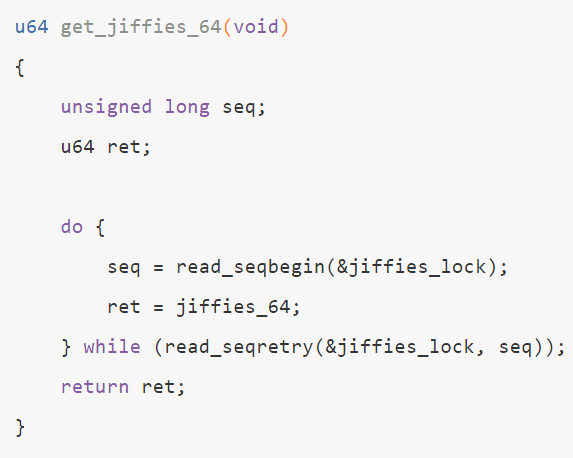 u64 get_jiffies_64(void)
{
    unsigned long seq;
    u64 ret;

    do {
        seq = read_seqbegin(&jiffies_lock);
        ret = jiffies_64;
    } while (read_seqretry(&jiffies_lock, seq));
    return ret;
}